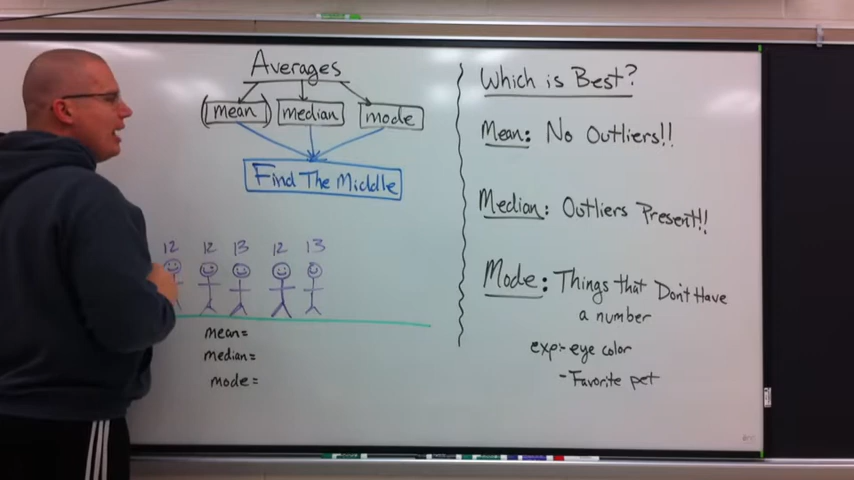 Averages
(mean) median mode
Find The Middle
12 12 13 12 13
mean=
median=
mode=
Which is Best?
Mean: No Outliers!!
Median: Outliers Present!!
Mode: Things that Don't Have
a number
exp:- eye color
- Favorite pet